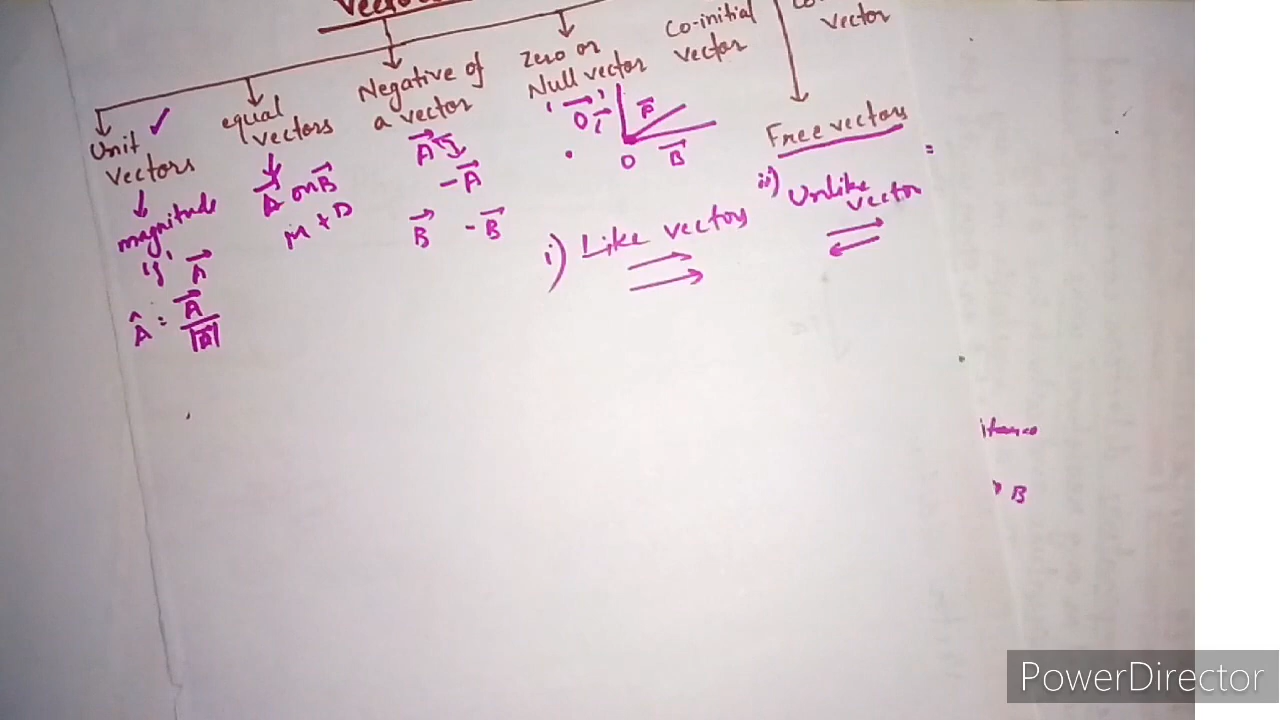 Unit
vectors
magnitude
'1' A
Â = A
|A|
equal
vectors
A on B
m + D
Negative of
a vector
A
-A
B -B
Zero or
Null vector
'O'
co-initial
vector
A
O B
vector
Free vectors
i) Like vectors
ii) Unlike
vector
B
PowerDirector